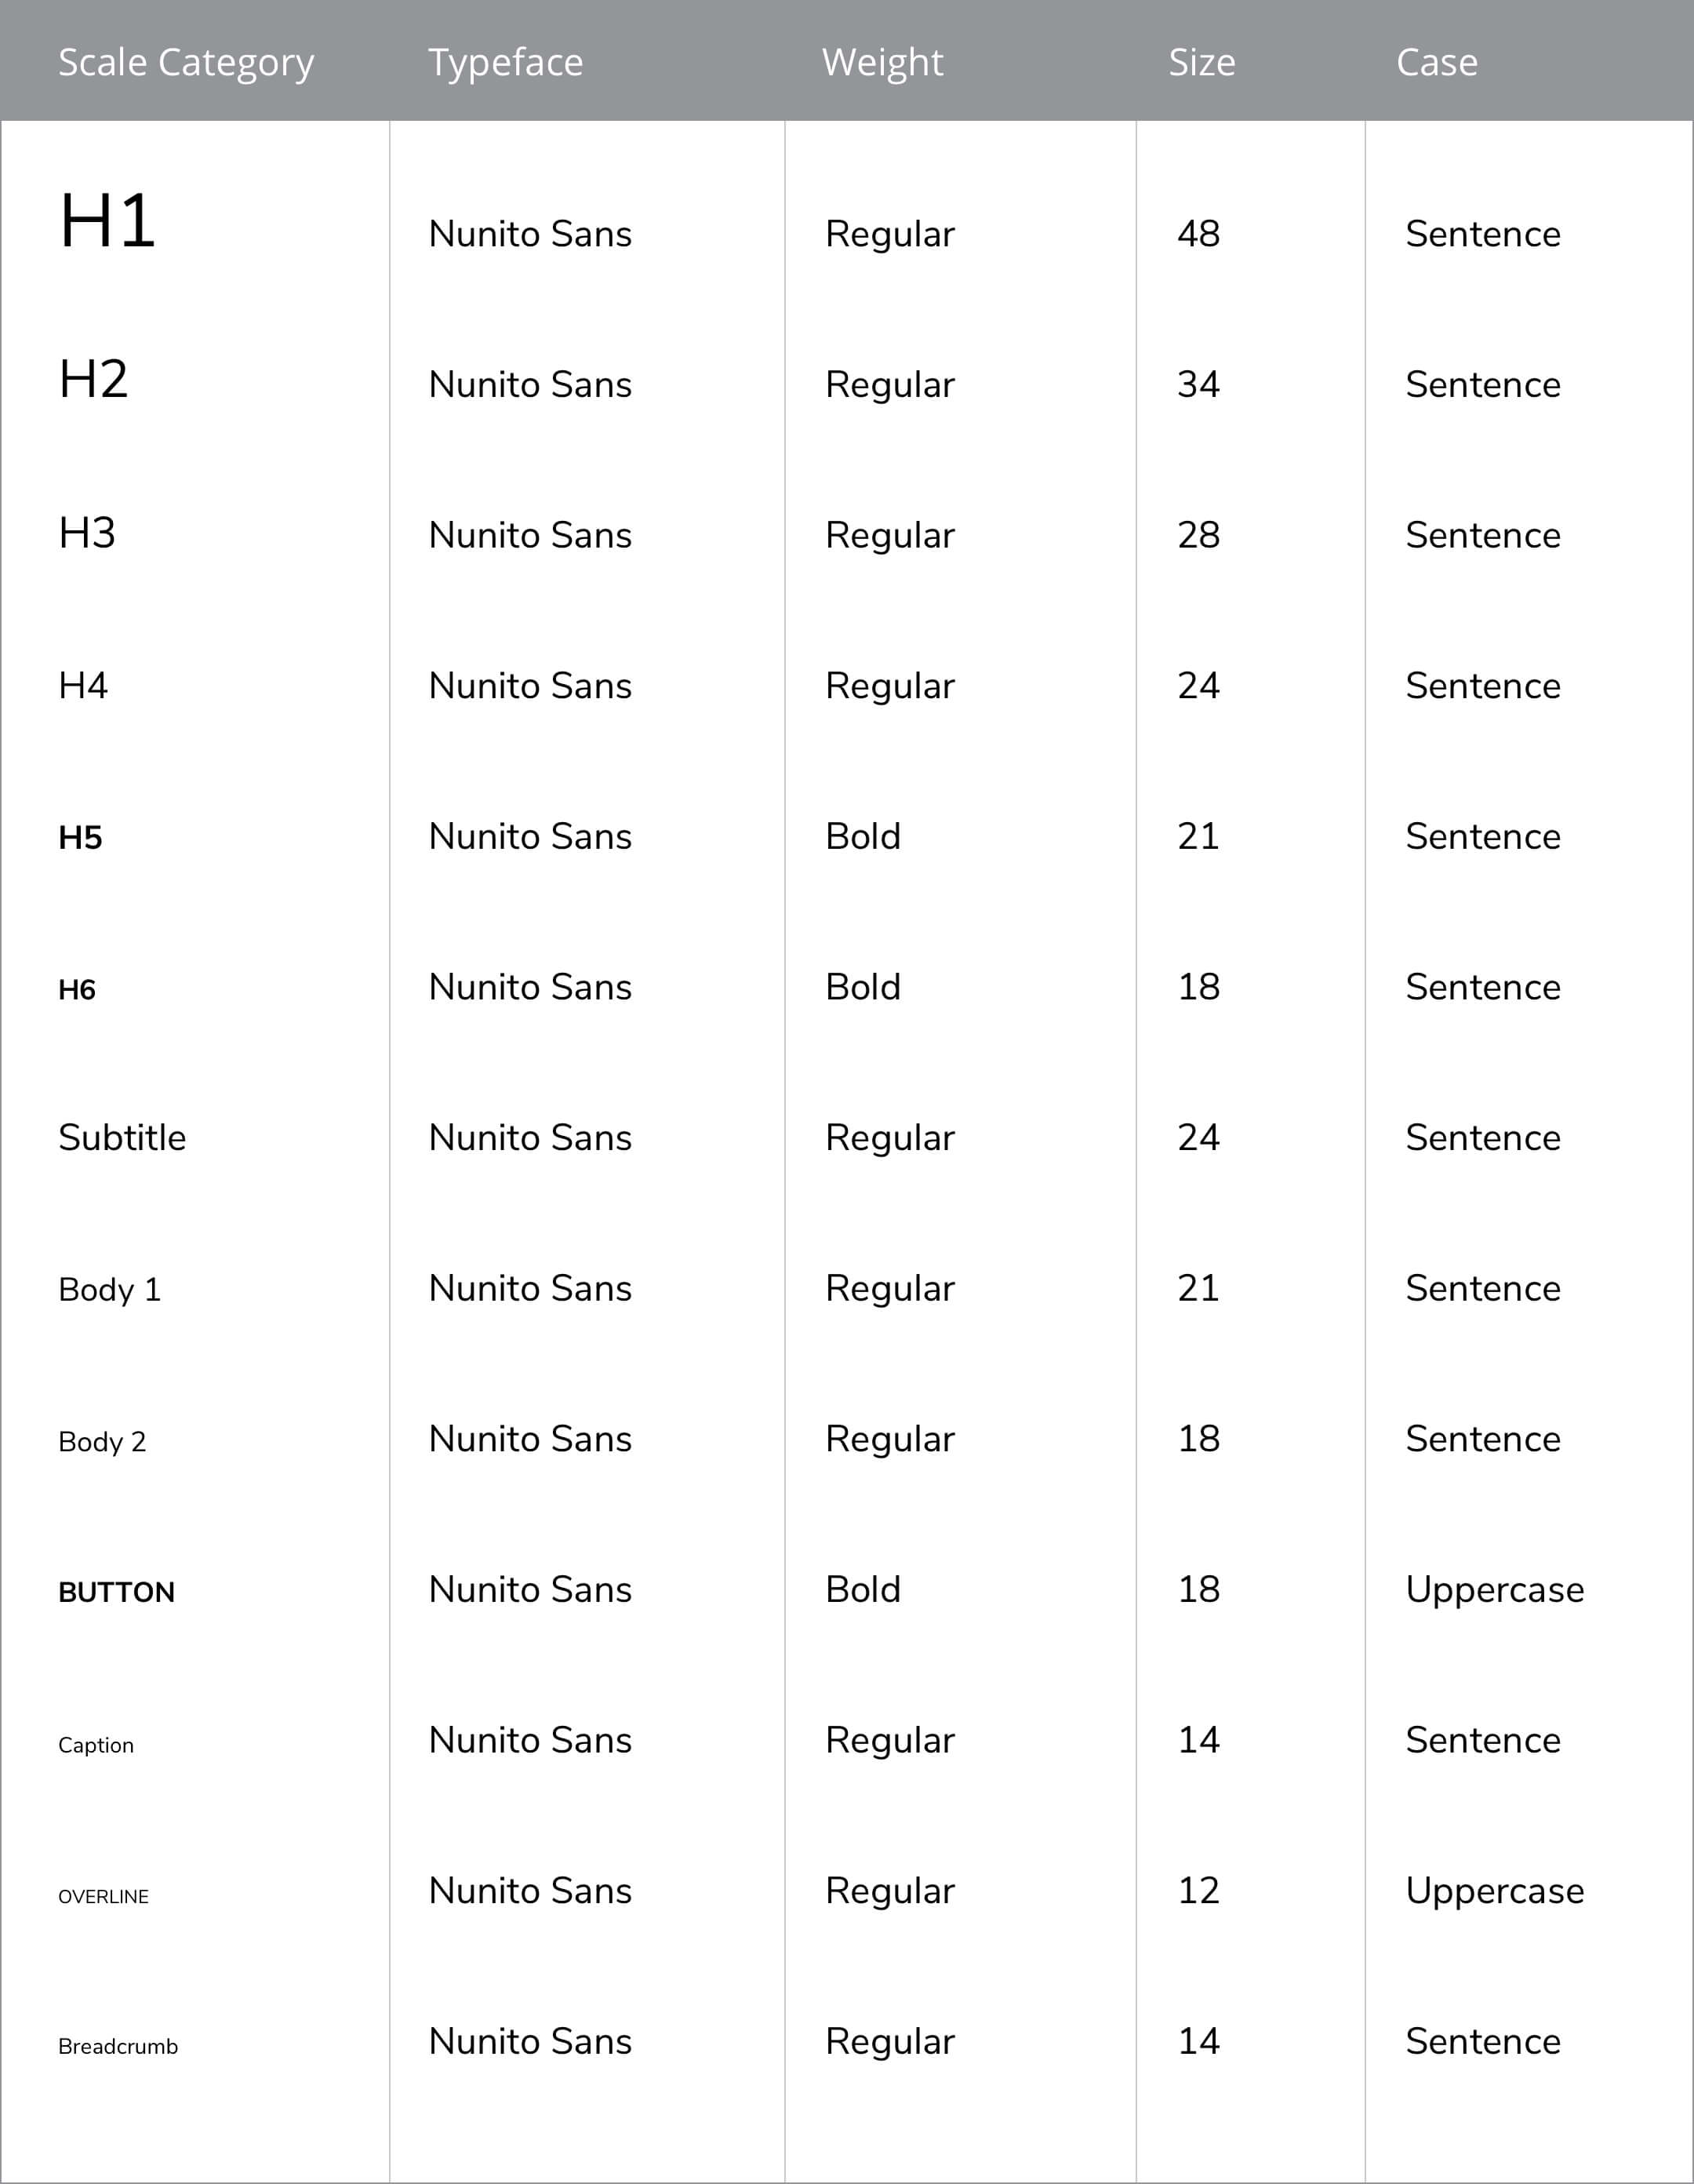 Scale Category Typeface Weight Size Case
H1 Nunito Sans Regular 48 Sentence
H2 Nunito Sans Regular 34 Sentence
H3 Nunito Sans Regular 28 Sentence
H4 Nunito Sans Regular 24 Sentence
H5 Nunito Sans Bold 21 Sentence
H6 Nunito Sans Bold 18 Sentence
Subtitle Nunito Sans Regular 24 Sentence
Body 1 Nunito Sans Regular 21 Sentence
Body 2 Nunito Sans Regular 18 Sentence
BUTTON Nunito Sans Bold 18 Uppercase
Caption Nunito Sans Regular 14 Sentence
OVERLINE Nunito Sans Regular 12 Uppercase
Breadcrumb Nunito Sans Regular 14 Sentence